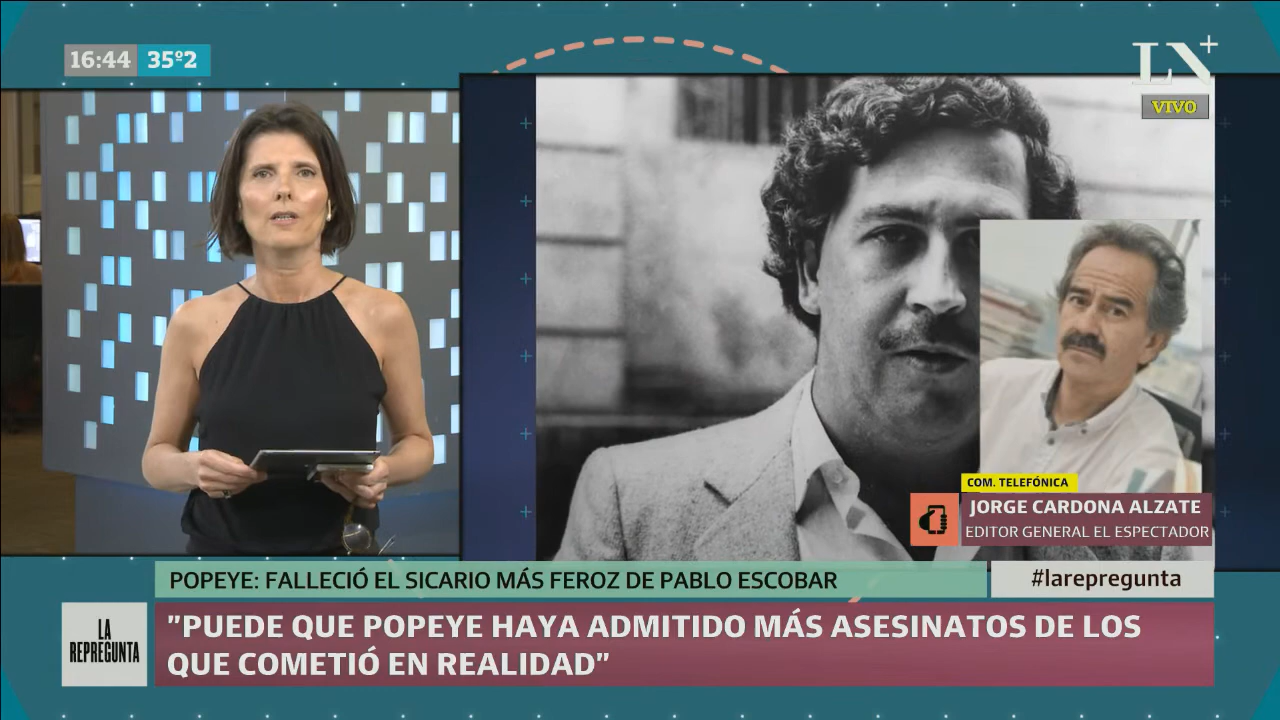 16:44 35º2
LN+
VIVO
COM. TELEFÓNICA
JORGE CARDONA ALZATE
EDITOR GENERAL EL ESPECTADOR
POPEYE: FALLECIÓ EL SICARIO MÁS FEROZ DE PABLO ESCOBAR
#larepregunta
LA
REPREGUNTA
"PUEDE QUE POPEYE HAYA ADMITIDO MÁS ASESINATOS DE LOS
QUE COMETIÓ EN REALIDAD"